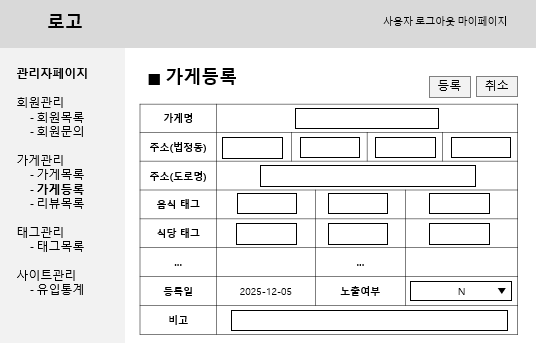 로고
사용자 로그아웃 마이페이지
관리자페이지
회원관리
- 회원목록
- 회원문의
가게관리
- 가게목록
- 가게등록
- 리뷰목록
태그관리
- 태그목록
사이트관리
- 유입통계
■ 가게등록
등록 취소
가게명
주소(법정동)
주소(도로명)
음식 태그
식당 태그
... ...
등록일 2025-12-05 노출여부 N ▼
비고